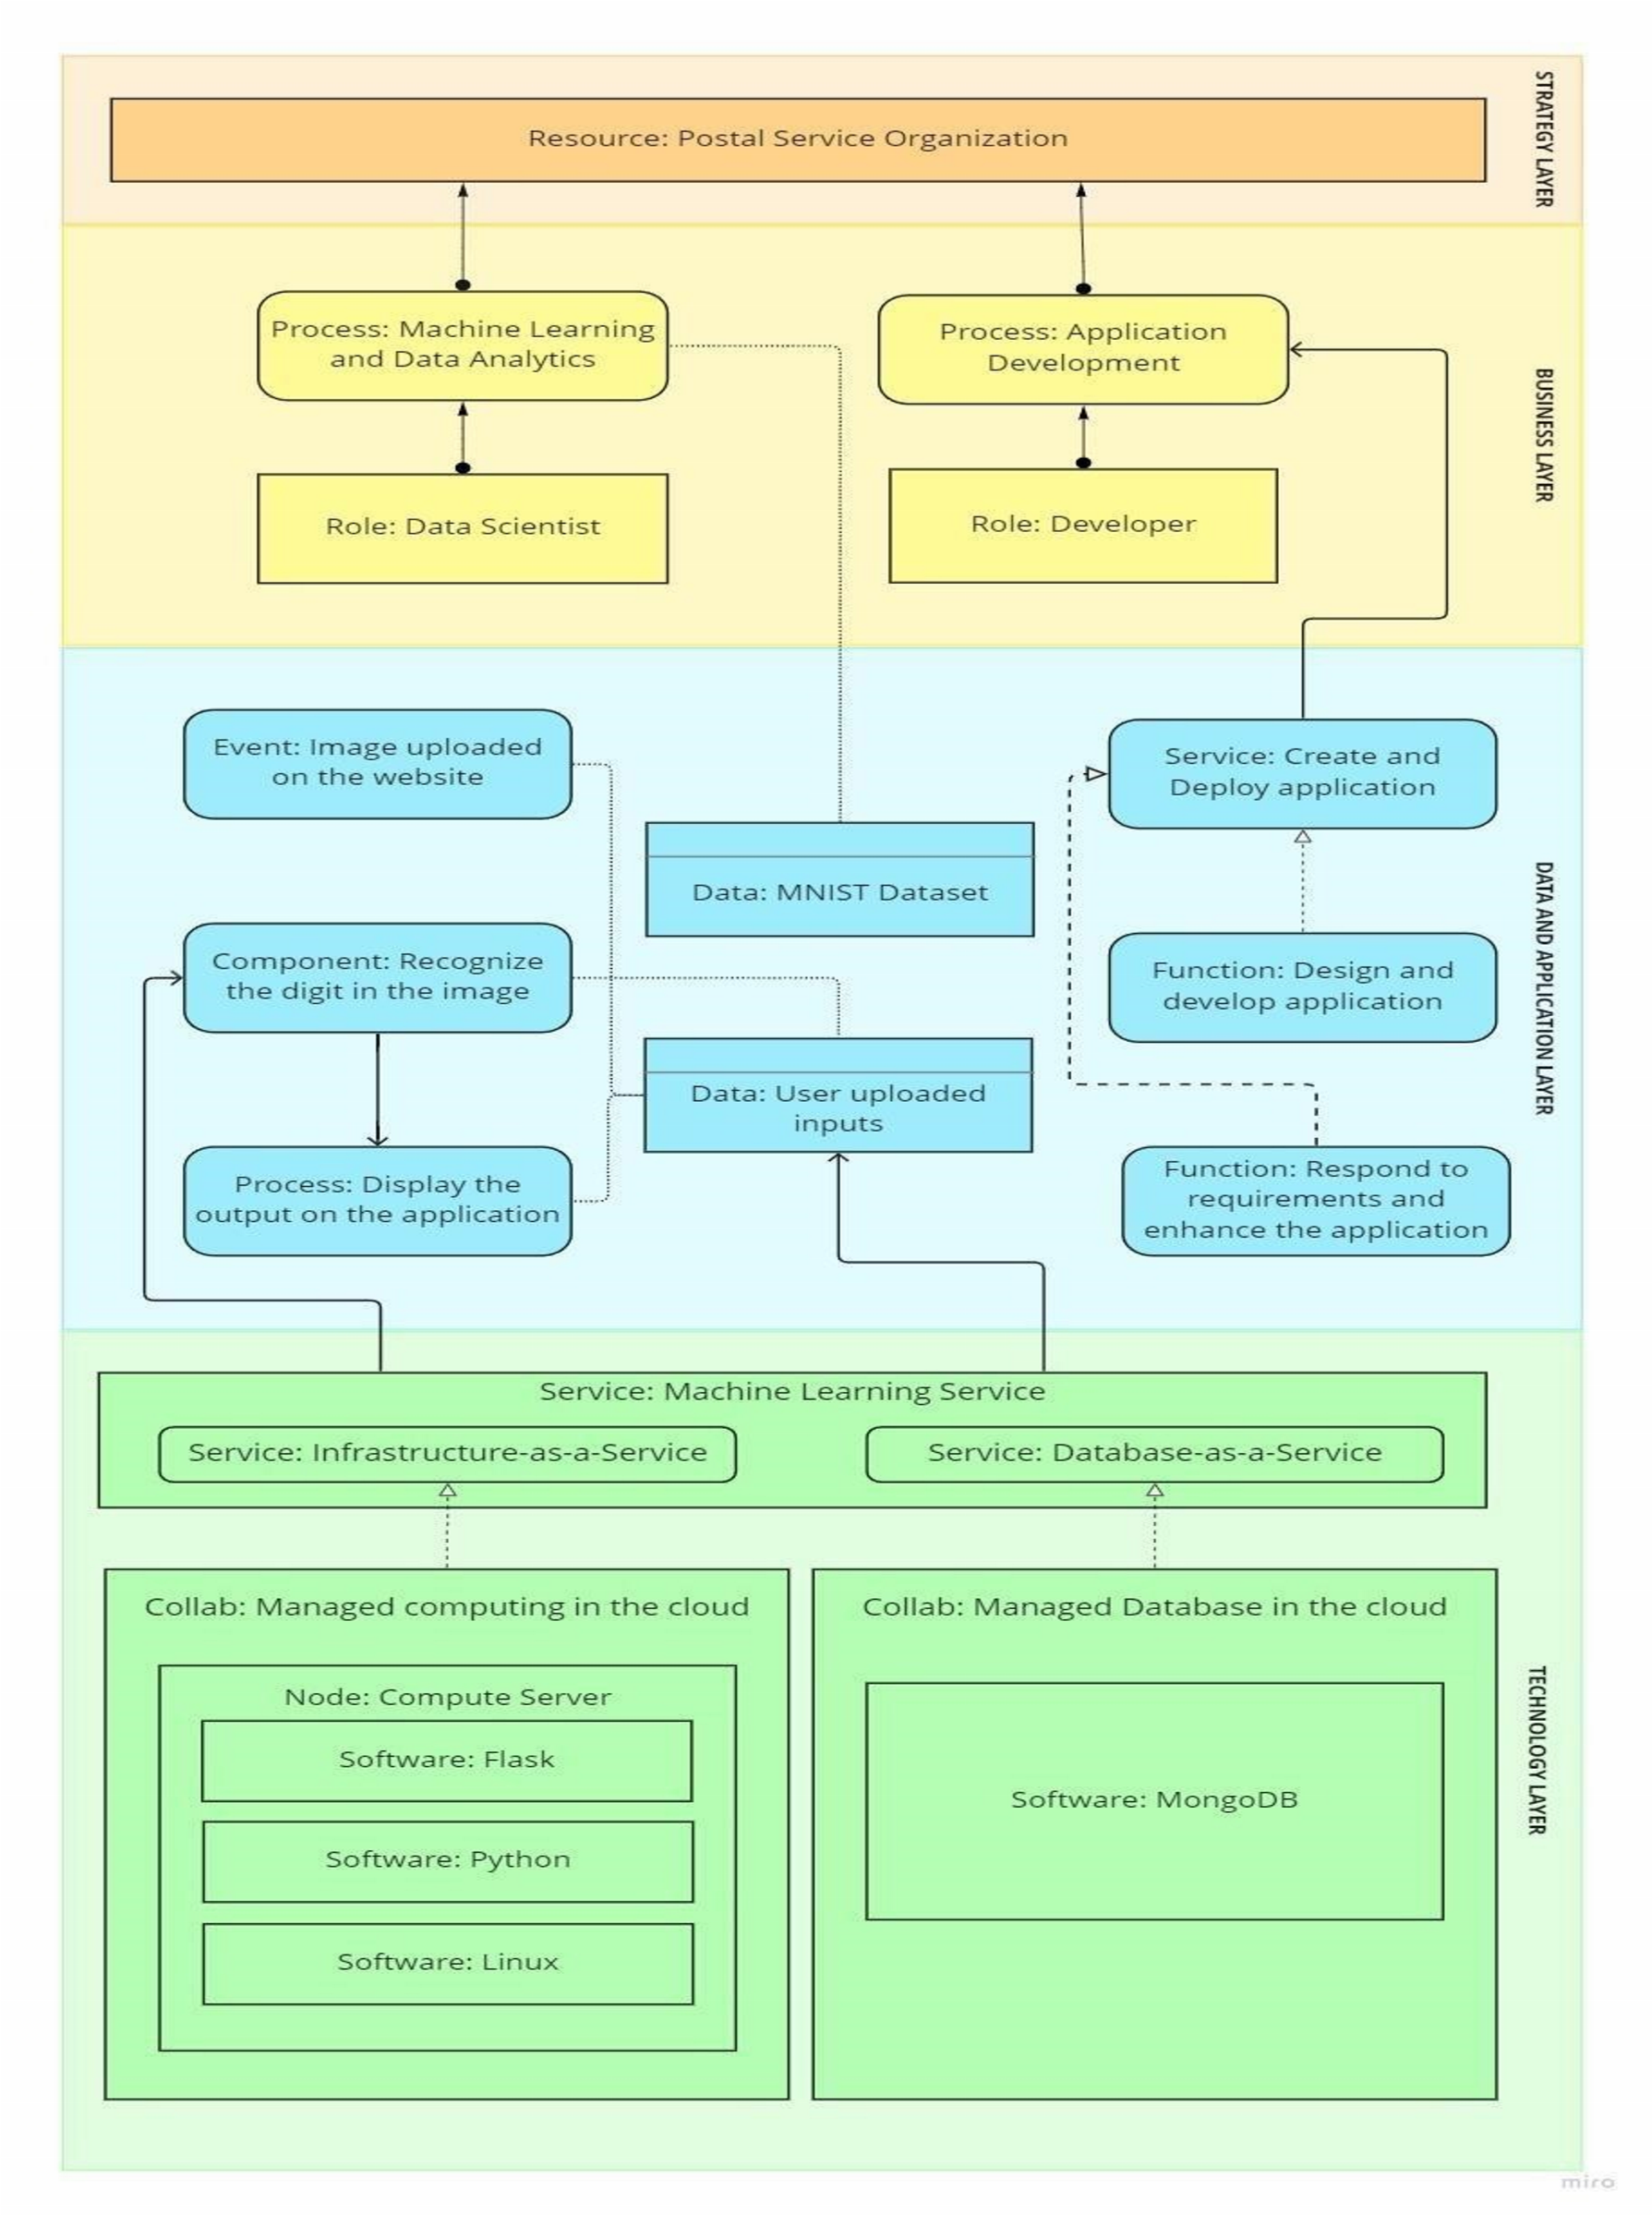 STRATEGY LAYER
Resource: Postal Service Organization
BUSINESS LAYER
Process: Machine Learning
and Data Analytics
Process: Application
Development
Role: Data Scientist
Role: Developer
DATA AND APPLICATION LAYER
Event: Image uploaded
on the website
Service: Create and
Deploy application
Data: MNIST Dataset
Component: Recognize
the digit in the image
Function: Design and
develop application
Data: User uploaded
inputs
Process: Display the
output on the application
Function: Respond to
requirements and
enhance the application
TECHNOLOGY LAYER
Service: Machine Learning Service
Service: Infrastructure-as-a-Service
Service: Database-as-a-Service
Collab: Managed computing in the cloud
Node: Compute Server
Software: Flask
Software: Python
Software: Linux
Collab: Managed Database in the cloud
Software: MongoDB
miro